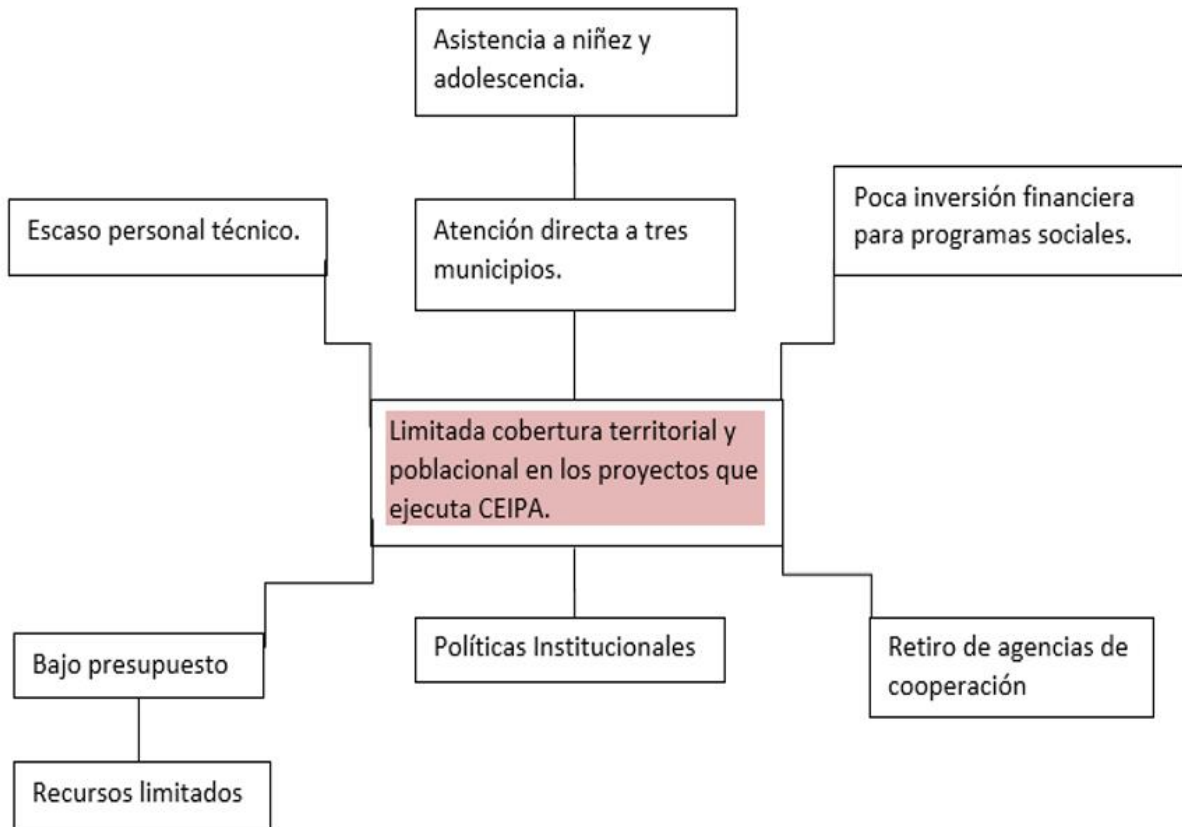 Asistencia a niñez y
adolescencia.
Escaso personal técnico.
Atención directa a tres
municipios.
Poca inversión financiera
para programas sociales.
Limitada cobertura territorial y
poblacional en los proyectos que
ejecuta CEIPA.
Bajo presupuesto
Políticas Institucionales
Retiro de agencias de
cooperación
Recursos limitados